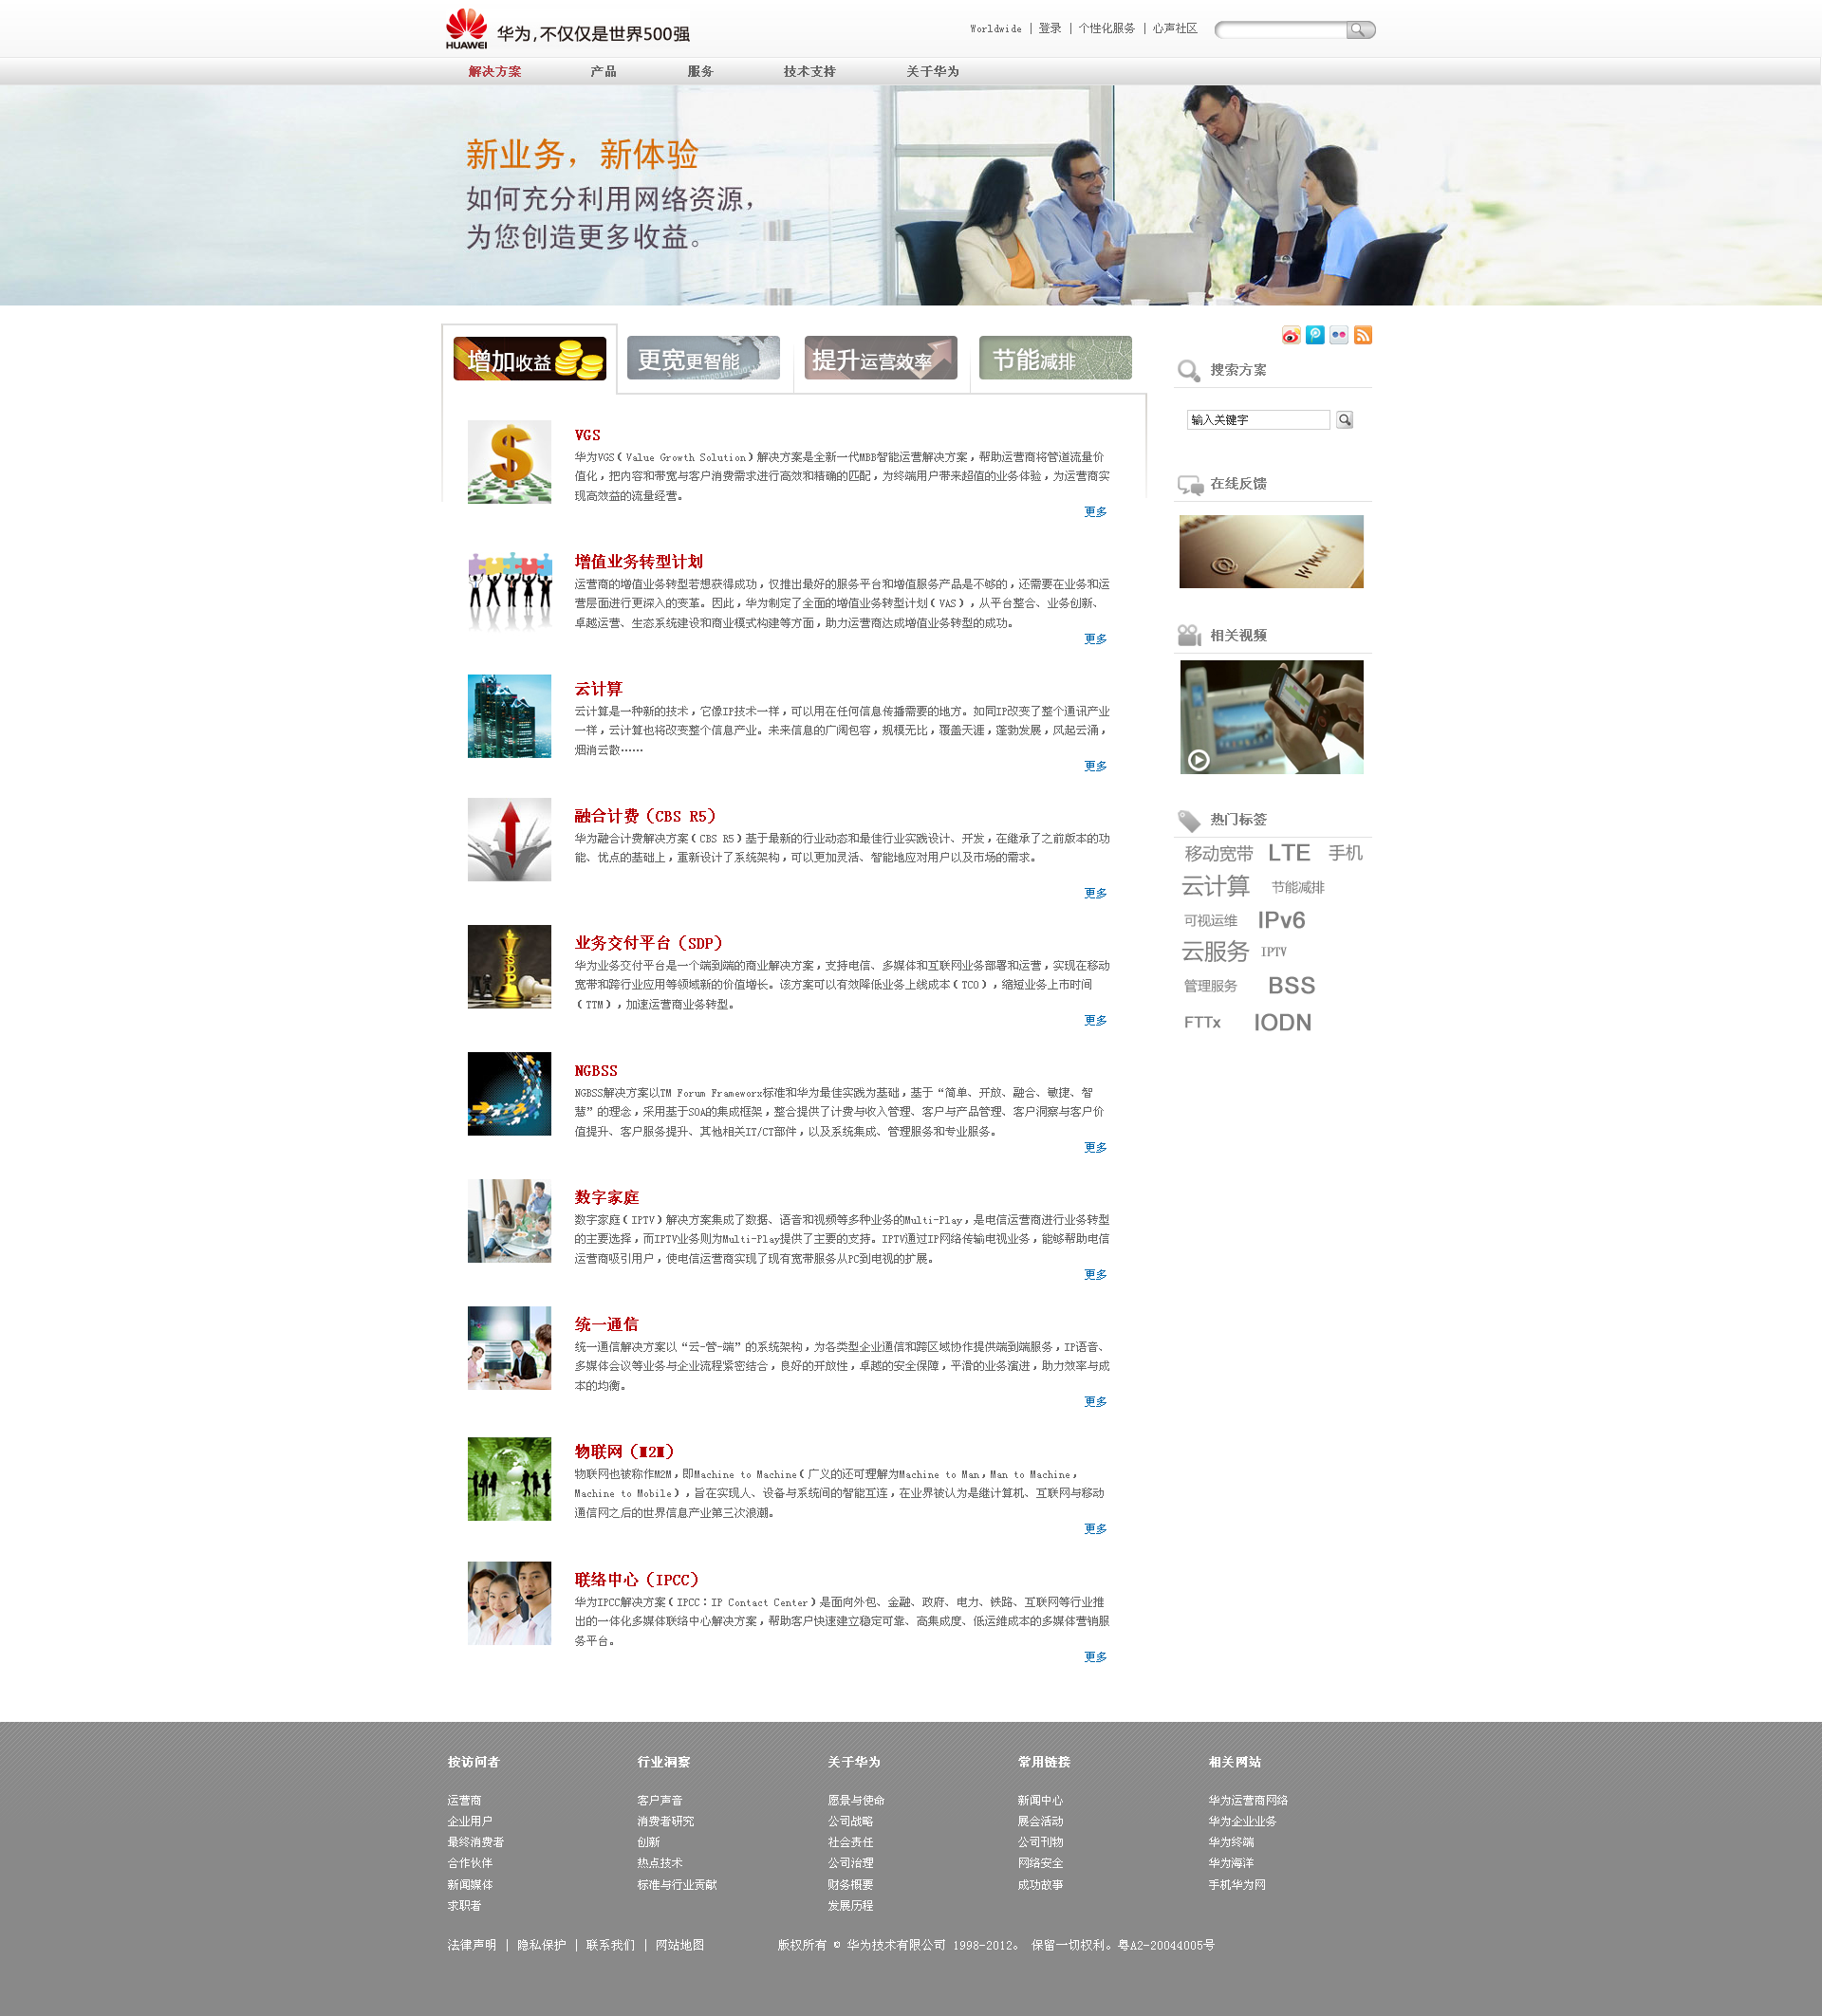 HUAWEI
华为,不仅仅是世界500强
Worldwide | 登录 | 个性化服务 | 心声社区
解决方案 产品 服务 技术支持 关于华为
新业务，新体验
如何充分利用网络资源，
为您创造更多收益。
增加收益 更宽更智能 提升运营效率 节能减排
VGS
华为VGS（Value Growth Solution）解决方案是全新一代MBB智能运营解决方案，帮助运营商将管道流量价
值化，把内容和带宽与客户消费需求进行高效和精确的匹配，为终端用户带来超值的业务体验，为运营商实
现高效益的流量经营。
更多
增值业务转型计划
运营商的增值业务转型若想获得成功，仅推出最好的服务平台和增值服务产品是不够的，还需要在业务和运
营层面进行更深入的变革。因此，华为制定了全面的增值业务转型计划（VAS），从平台整合、业务创新、
卓越运营、生态系统建设和商业模式构建等方面，助力运营商达成增值业务转型的成功。
更多
云计算
云计算是一种新的技术，它像IP技术一样，可以用在任何信息传播需要的地方。如同IP改变了整个通讯产业
一样，云计算也将改变整个信息产业。未来信息的广阔包容，规模无比，覆盖天涯，蓬勃发展，风起云涌，
烟消云散……
更多
融合计费（CBS R5）
华为融合计费解决方案（CBS R5）基于最新的行业动态和最佳行业实践设计、开发，在继承了之前版本的功
能、优点的基础上，重新设计了系统架构，可以更加灵活、智能地应对用户以及市场的需求。
更多
业务交付平台（SDP）
华为业务交付平台是一个端到端的商业解决方案，支持电信、多媒体和互联网业务部署和运营，实现在移动
宽带和跨行业应用等领域新的价值增长。该方案可以有效降低业务上线成本（TCO），缩短业务上市时间
（TTM），加速运营商业务转型。
更多
NGBSS
NGBSS解决方案以TM Forum Frameworx标准和华为最佳实践为基础，基于“简单、开放、融合、敏捷、智
慧”的理念，采用基于SOA的集成框架，整合提供了计费与收入管理、客户与产品管理、客户洞察与客户价
值提升、客户服务提升、其他相关IT/CT部件，以及系统集成、管理服务和专业服务。
更多
数字家庭
数字家庭（IPTV）解决方案集成了数据、语音和视频等多种业务的Multi-Play，是电信运营商进行业务转型
的主要选择，而IPTV业务则为Multi-Play提供了主要的支持。IPTV通过IP网络传输电视业务，能够帮助电信
运营商吸引用户，使电信运营商实现了现有宽带服务从PC到电视的扩展。
更多
统一通信
统一通信解决方案以“云-管-端”的系统架构，为各类型企业通信和跨区域协作提供端到端服务，IP语音、
多媒体会议等业务与企业流程紧密结合，良好的开放性，卓越的安全保障，平滑的业务演进，助力效率与成
本的均衡。
更多
物联网（M2M）
物联网也被称作M2M，即Machine to Machine（广义的还可理解为Machine to Man，Man to Machine，
Machine to Mobile），旨在实现人、设备与系统间的智能互连，在业界被认为是继计算机、互联网与移动
通信网之后的世界信息产业第三次浪潮。
更多
联络中心（IPCC）
华为IPCC解决方案（IPCC：IP Contact Center）是面向外包、金融、政府、电力、铁路、互联网等行业推
出的一体化多媒体联络中心解决方案，帮助客户快速建立稳定可靠、高集成度、低运维成本的多媒体营销服
务平台。
更多
搜索方案
输入关键字
在线反馈
@ WWW.
相关视频
热门标签
移动宽带 LTE 手机
云计算 节能减排
可视运维 IPv6
云服务 IPTV
管理服务 BSS
FTTx IODN
按访问者 行业洞察 关于华为 常用链接 相关网站
运营商 客户声音 愿景与使命 新闻中心 华为运营商网络
企业用户 消费者研究 公司战略 展会活动 华为企业业务
最终消费者 创新 社会责任 公司刊物 华为终端
合作伙伴 热点技术 公司治理 网络安全 华为海洋
新闻媒体 标准与行业贡献 财务概要 成功故事 手机华为网
求职者 发展历程
法律声明 | 隐私保护 | 联系我们 | 网站地图 版权所有 © 华为技术有限公司 1998-2012。 保留一切权利。粤A2-20044005号